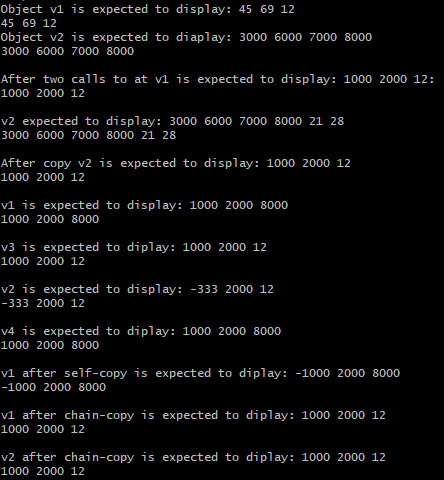 Object v1 is expected to display: 45 69 12
45 69 12
Object v2 is expected to diaplay: 3000 6000 7000 8000
3000 6000 7000 8000
After two calls to at v1 is expected to display: 1000 2000 12:
1000 2000 12
v2 expected to display: 3000 6000 7000 8000 21 28
3000 6000 7000 8000 21 28
After copy v2 is expected to display: 1000 2000 12
1000 2000 12
v1 is expected to display: 1000 2000 8000
1000 2000 8000
v3 is expected to diplay: 1000 2000 12
1000 2000 12
v2 is expected to display: -333 2000 12
-333 2000 12
v4 is expected to diplay: 1000 2000 8000
1000 2000 8000
v1 after self-copy is expected to diplay: -1000 2000 8000
-1000 2000 8000
v1 after chain-copy is expected to diplay: 1000 2000 12
1000 2000 12
v2 after chain-copy is expected to diplay: 1000 2000 12
1000 2000 12